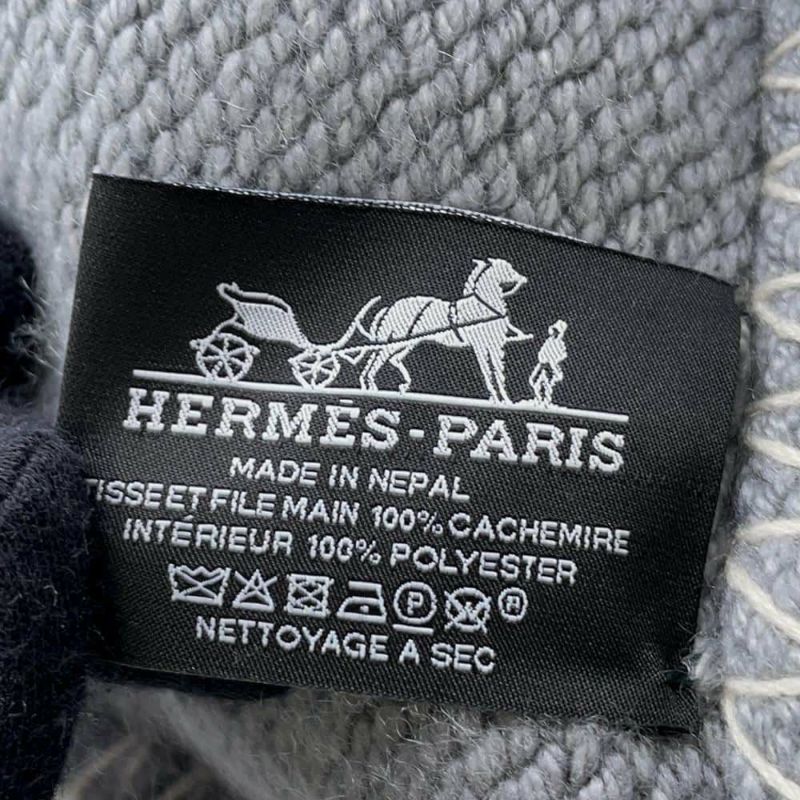 HERMÈS-PARIS
MADE IN NEPAL
TISSE ET FILE MAIN 100% CACHEMIRE
INTÉRIEUR 100% POLYESTER
P W ®
NETTOYAGE A SEC